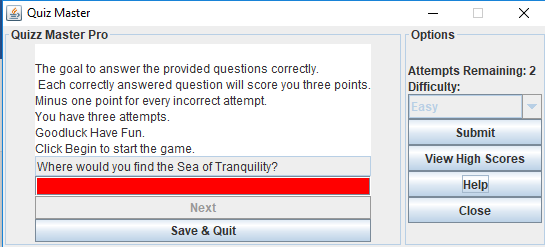 Quiz Master
Quizz Master Pro
The goal to answer the provided questions correctly.
Each correctly answered question will score you three points.
Minus one point for every incorrect attempt.
You have three attempts.
Goodluck Have Fun.
Click Begin to start the game.
Where would you find the Sea of Tranquility?
Next
Save & Quit
Options
Attempts Remaining: 2
Difficulty:
Easy
Submit
View High Scores
Help
Close